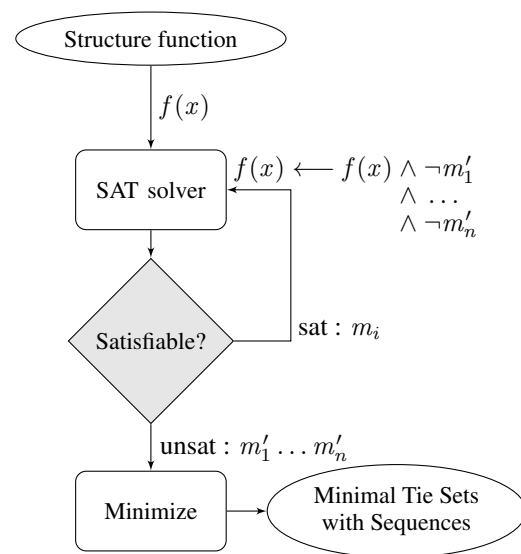 Structure function
f(x)
f(x) ⟵ f(x) ∧ ¬m′₁
∧ …
∧ ¬m′ₙ
SAT solver
Satisfiable?
sat : mᵢ
unsat : m′₁ … m′ₙ
Minimize
Minimal Tie Sets
with Sequences